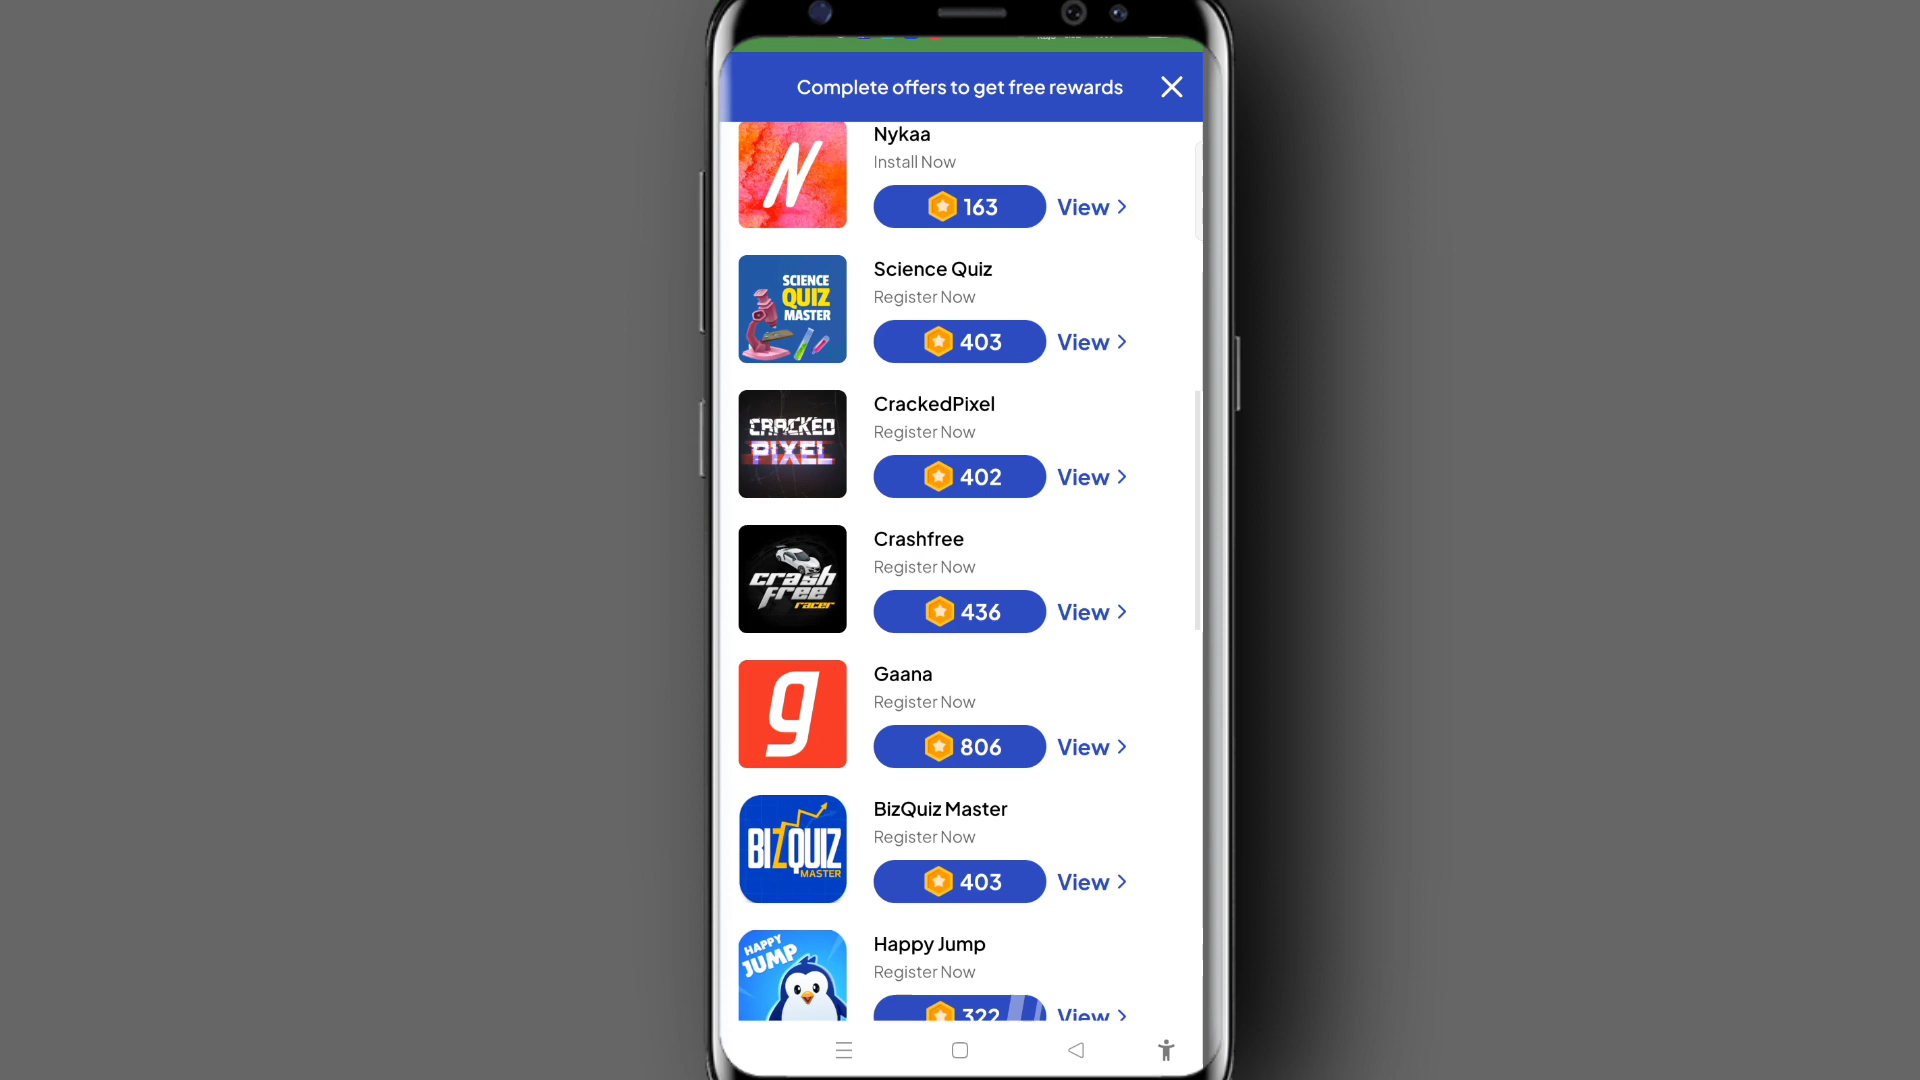 Complete offers to get free rewards
Nykaa
Install Now
N
163 View
Science Quiz
SCIENCE
QUIZ
MASTER
Register Now
403 View
CrackedPixel
CRACKED
PIXEL
Register Now
402 View
Crashfree
crash
free
racer
Register Now
436 View
Gaana
g
Register Now
806 View
BizQuiz Master
BIZQUIZ
MASTER
Register Now
403 View
Happy Jump
HAPPY
JUMP
Register Now
322 View